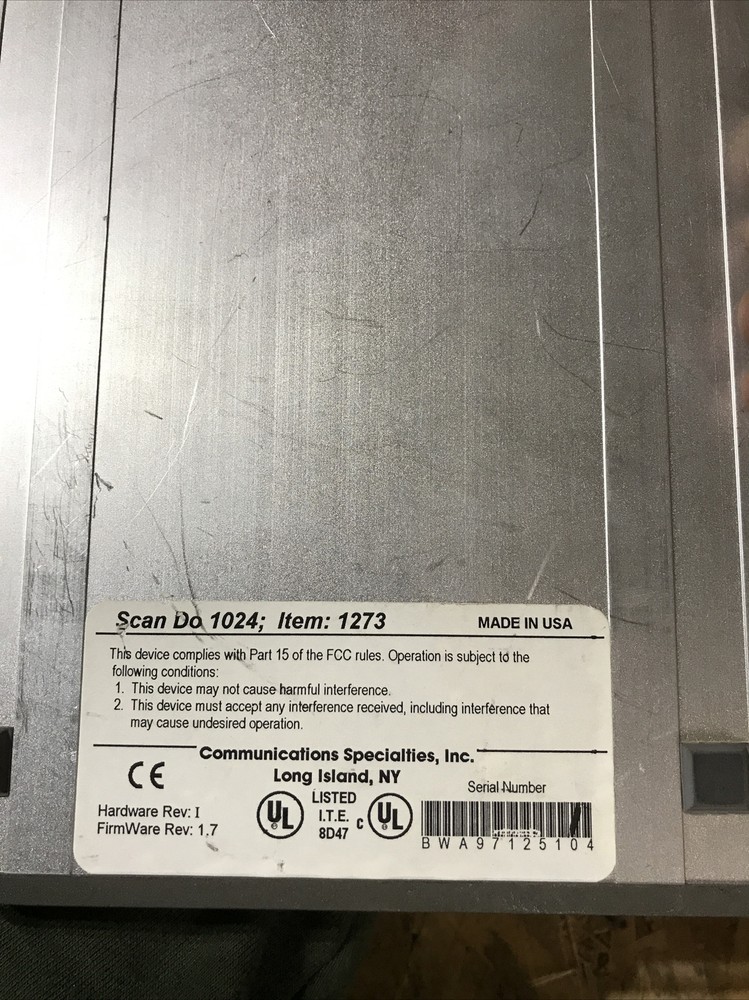 Scan Do 1024; Item: 1273
MADE IN USA
This device complies with Part 15 of the FCC rules. Operation is subject to the
following conditions:
1. This device may not cause harmful interference.
2. This device must accept any interference received, including interference that
may cause undesired operation.
Communications Specialties, Inc.
Long Island, NY
CE
Hardware Rev: I
FirmWare Rev: 1.7
UL
LISTED
I.T.E.
8D47
c UL
Serial Number
BWA97125104